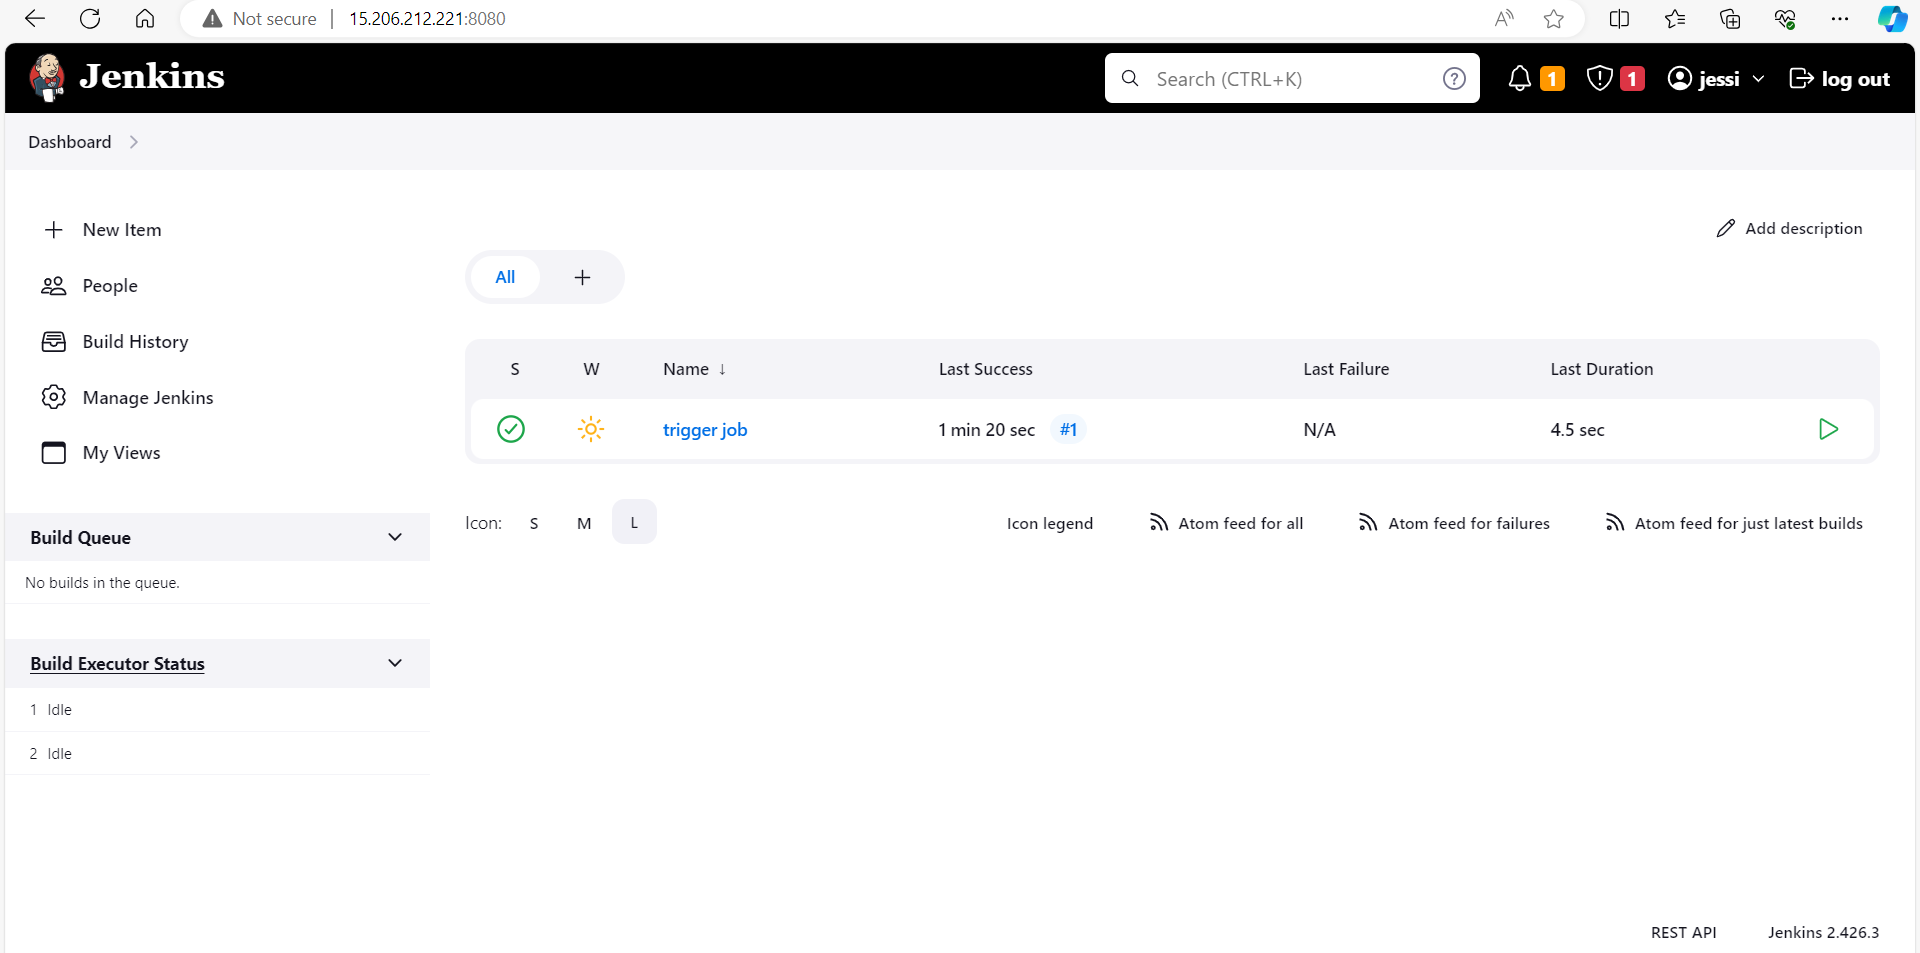 Not secure | 15.206.212.221:8080
Jenkins
Search (CTRL+K)
1
1
jessi
log out
Dashboard
New Item
People
Build History
Manage Jenkins
My Views
Add description
All +
S W Name ↓ Last Success Last Failure Last Duration
trigger job 1 min 20 sec #1 N/A 4.5 sec
Icon: S M L
Icon legend
Atom feed for all
Atom feed for failures
Atom feed for just latest builds
Build Queue
No builds in the queue.
Build Executor Status
1 Idle
2 Idle
REST API
Jenkins 2.426.3